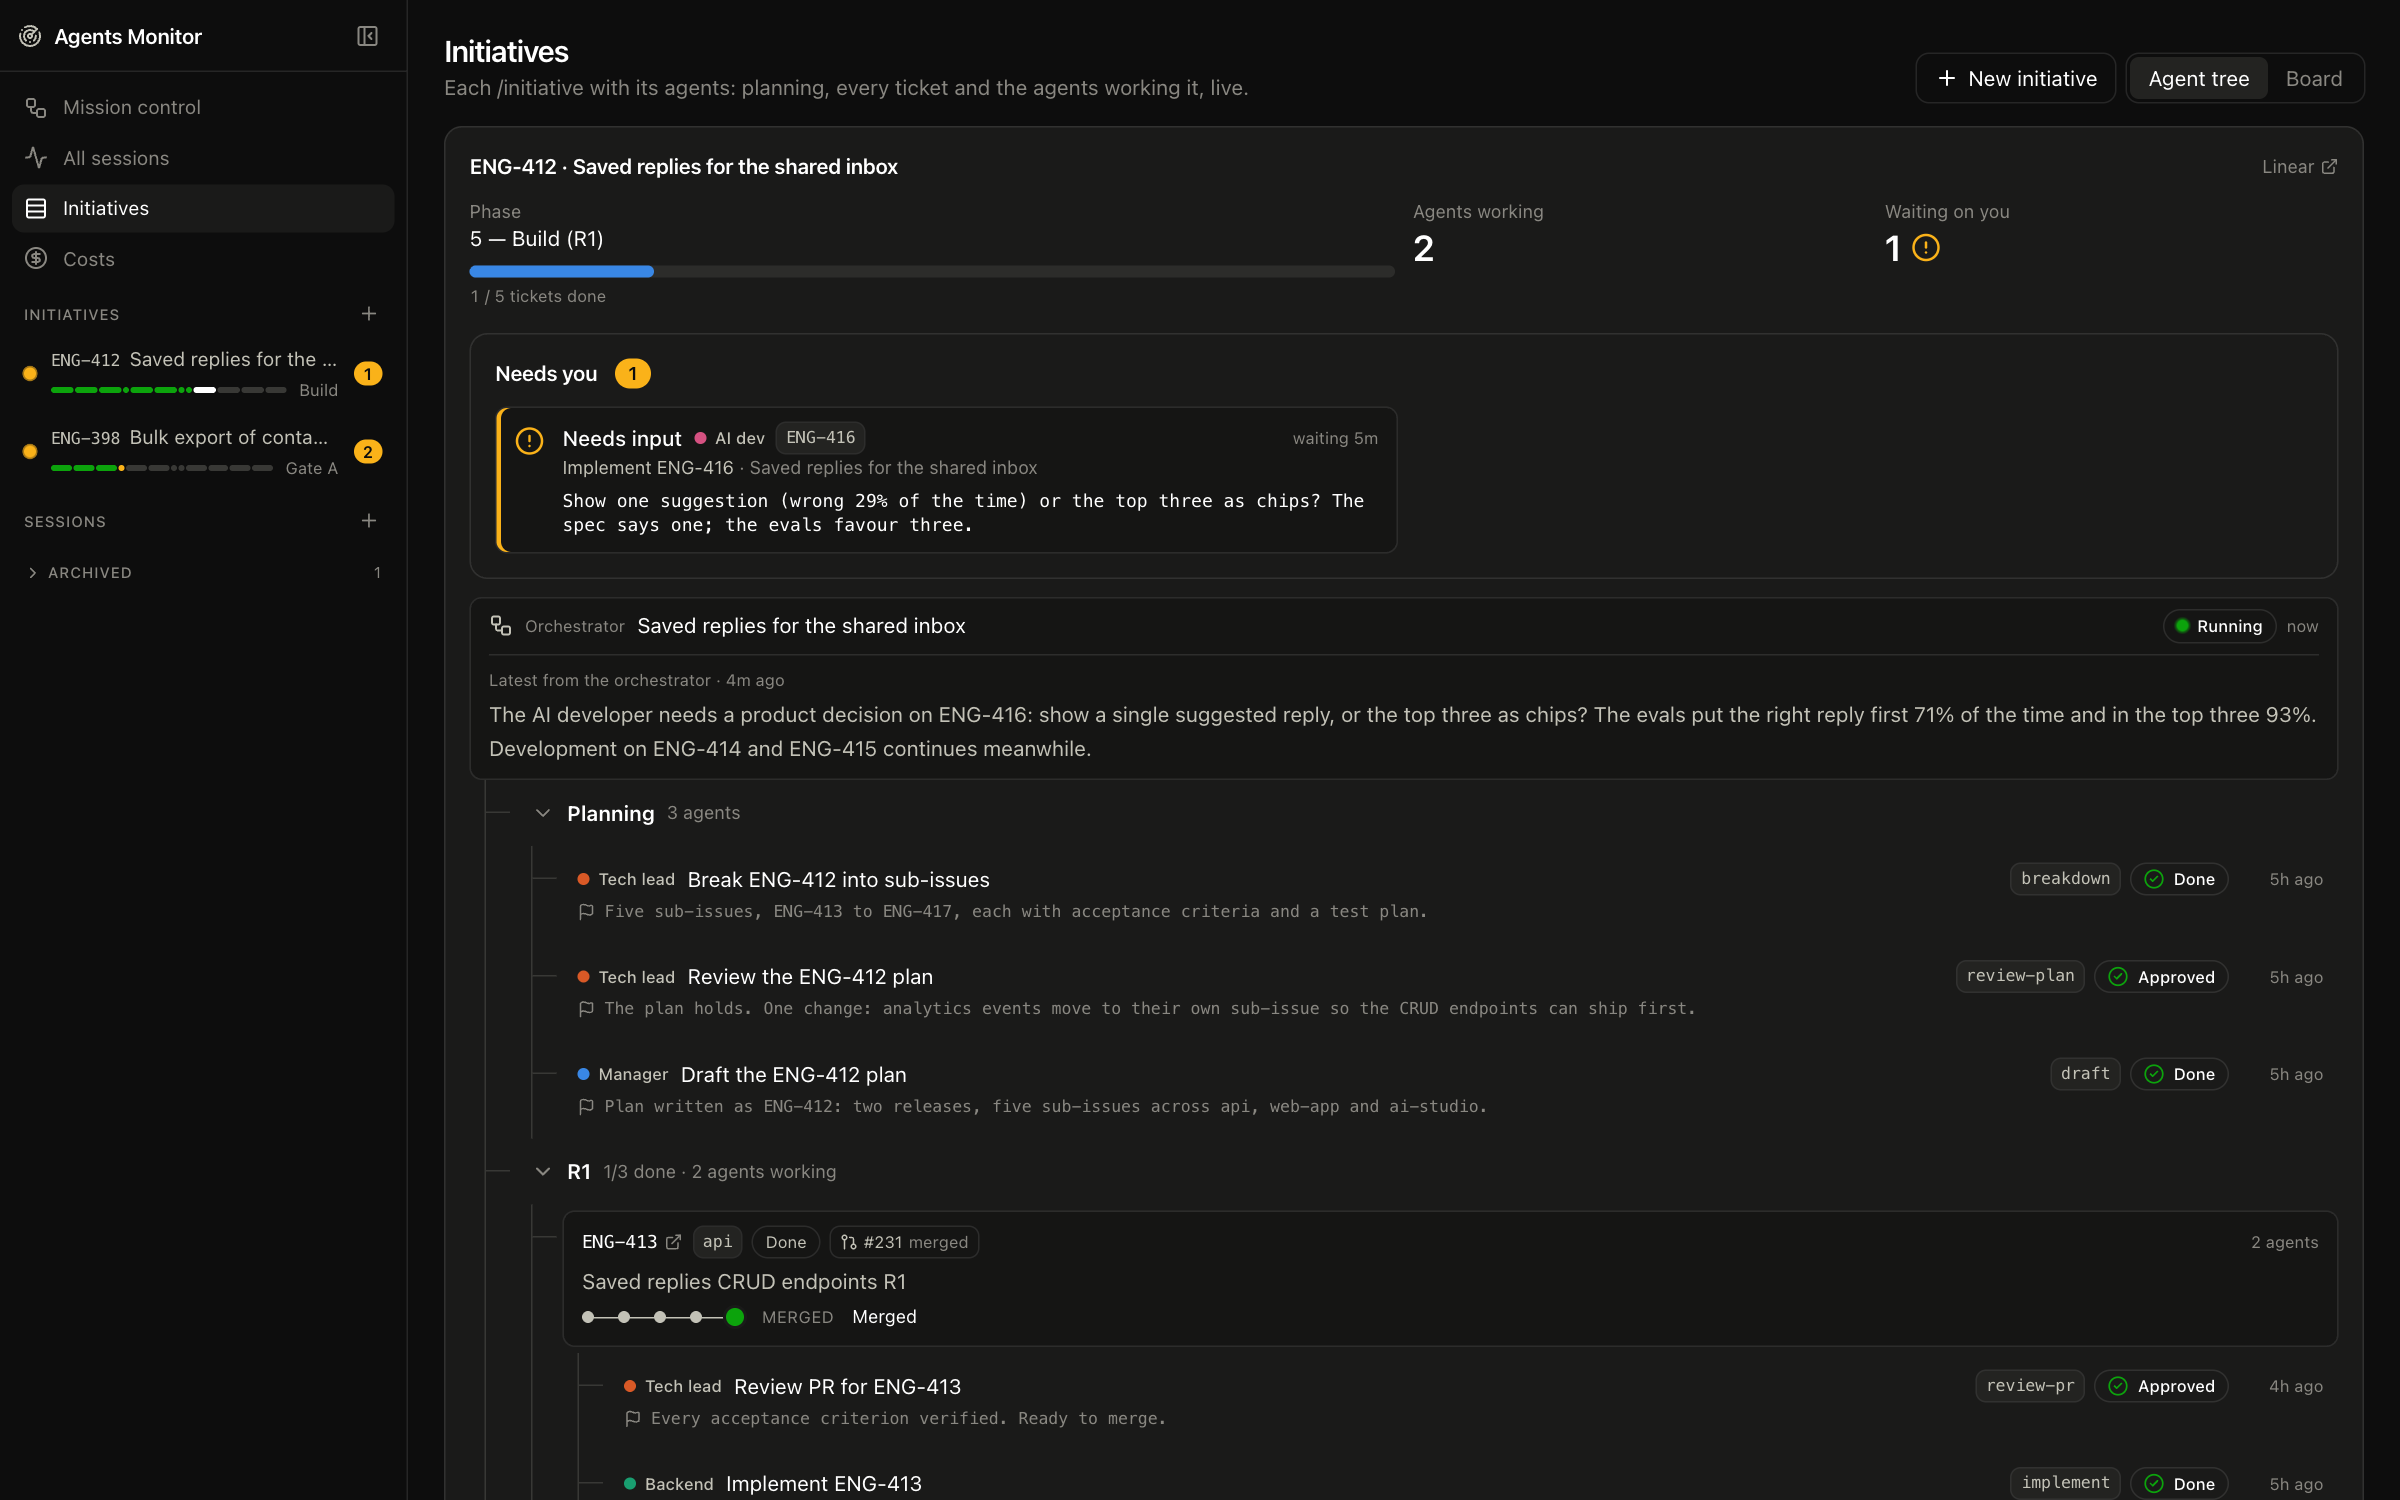 Agents Monitor
Mission control
All sessions
Initiatives
Costs
INITIATIVES
ENG-412 Saved replies for the ...
Build
1
ENG-398 Bulk export of conta...
Gate A
2
SESSIONS
ARCHIVED
1
Initiatives
Each /initiative with its agents: planning, every ticket and the agents working it, live.
New initiative
Agent tree
Board
ENG-412 · Saved replies for the shared inbox
Linear
Phase
5 — Build (R1)
1 / 5 tickets done
Agents working
2
Waiting on you
1
Needs you 1
Needs input AI dev ENG-416
waiting 5m
Implement ENG-416 · Saved replies for the shared inbox
Show one suggestion (wrong 29% of the time) or the top three as chips? The
spec says one; the evals favour three.
Orchestrator Saved replies for the shared inbox
Running now
Latest from the orchestrator · 4m ago
The AI developer needs a product decision on ENG-416: show a single suggested reply, or the top three as chips? The evals put the right reply first 71% of the time and in the top three 93%.
Development on ENG-414 and ENG-415 continues meanwhile.
Planning 3 agents
Tech lead Break ENG-412 into sub-issues
breakdown Done 5h ago
Five sub-issues, ENG-413 to ENG-417, each with acceptance criteria and a test plan.
Tech lead Review the ENG-412 plan
review-plan Approved 5h ago
The plan holds. One change: analytics events move to their own sub-issue so the CRUD endpoints can ship first.
Manager Draft the ENG-412 plan
draft Done 5h ago
Plan written as ENG-412: two releases, five sub-issues across api, web-app and ai-studio.
R1 1/3 done · 2 agents working
ENG-413 api Done #231 merged
2 agents
Saved replies CRUD endpoints R1
MERGED Merged
Tech lead Review PR for ENG-413
review-pr Approved 4h ago
Every acceptance criterion verified. Ready to merge.
Backend Implement ENG-413
implement Done 5h ago